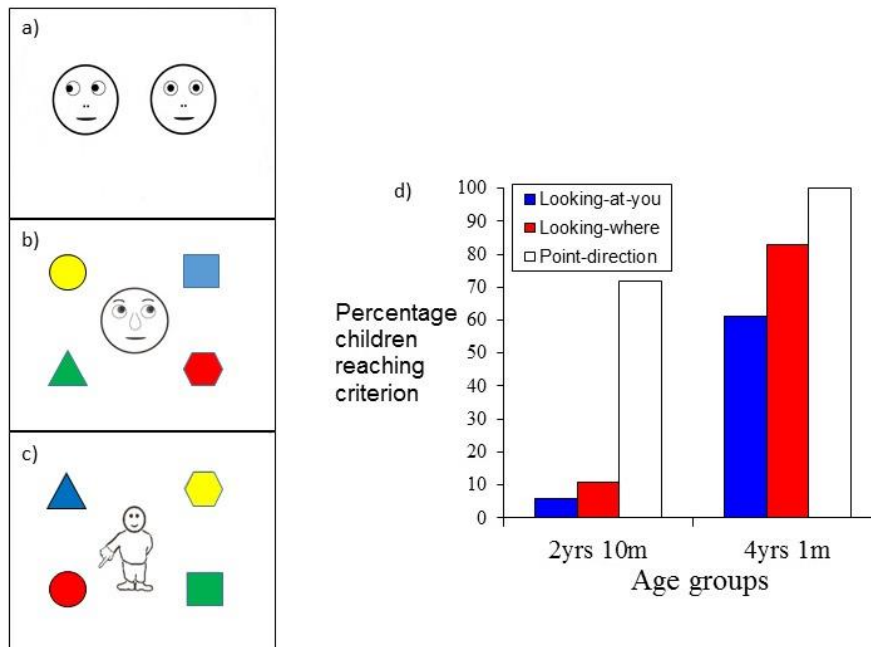 a)
b)
c)
d)
Percentage
children
reaching
criterion
100
90
80
70
60
50
40
30
20
10
0
Looking-at-you
Looking-where
Point-direction
2yrs 10m
4yrs 1m
Age groups